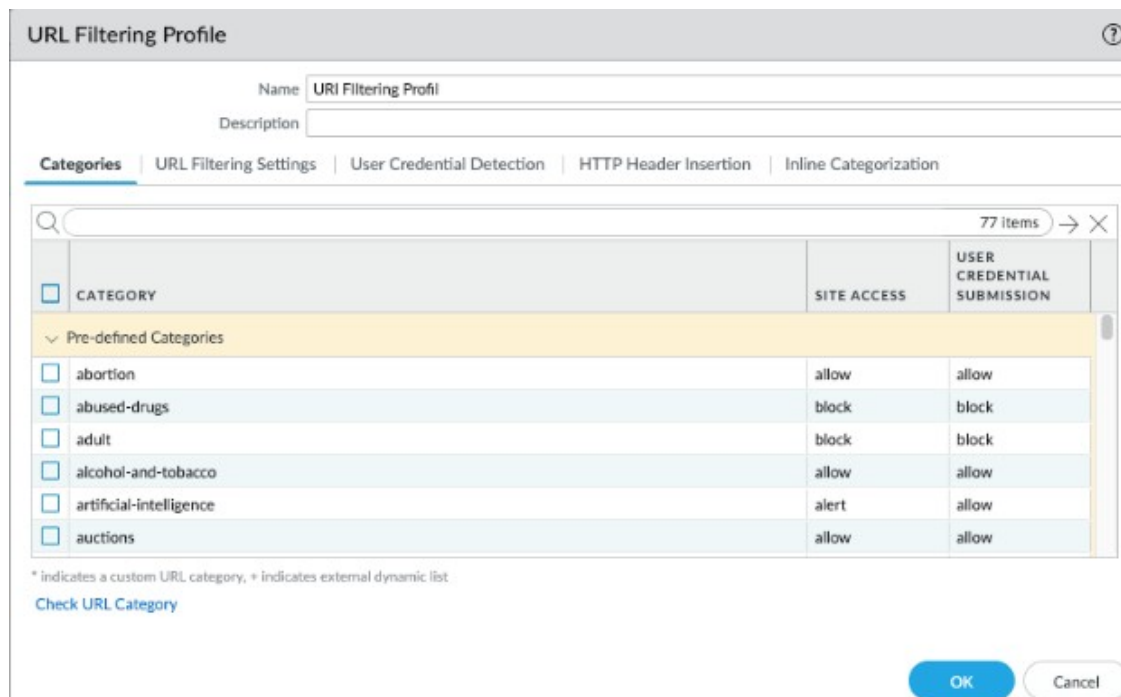 URL Filtering Profile
Name URl FIltering Profil
Description
Categories | URL Filtering Settings | User Credential Detection | HTTP Header Insertion | Inline Categorization
77 items
CATEGORY SITE ACCESS USER CREDENTIAL SUBMISSION
Pre-defined Categories
abortion allow allow
abused-drugs block block
adult block block
alcohol-and-tobacco allow allow
artificial-intelligence alert allow
auctions allow allow
* indicates a custom URL category, + indicates external dynamic list
Check URL Category
OK Cancel